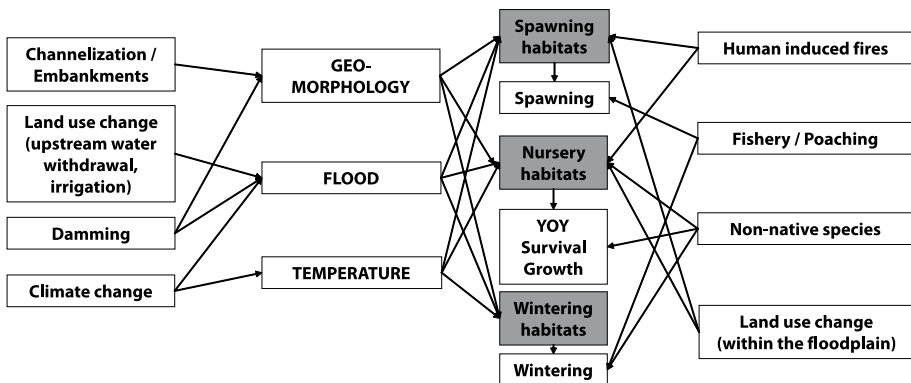 Channelization /
Embankments
Land use change
(upstream water
withdrawal,
irrigation)
Damming
Climate change
GEO-
MORPHOLOGY
FLOOD
TEMPERATURE
Spawning
habitats
Spawning
Nursery
habitats
YOY
Survival
Growth
Wintering
habitats
Wintering
Human induced fires
Fishery / Poaching
Non-native species
Land use change
(within the floodplain)